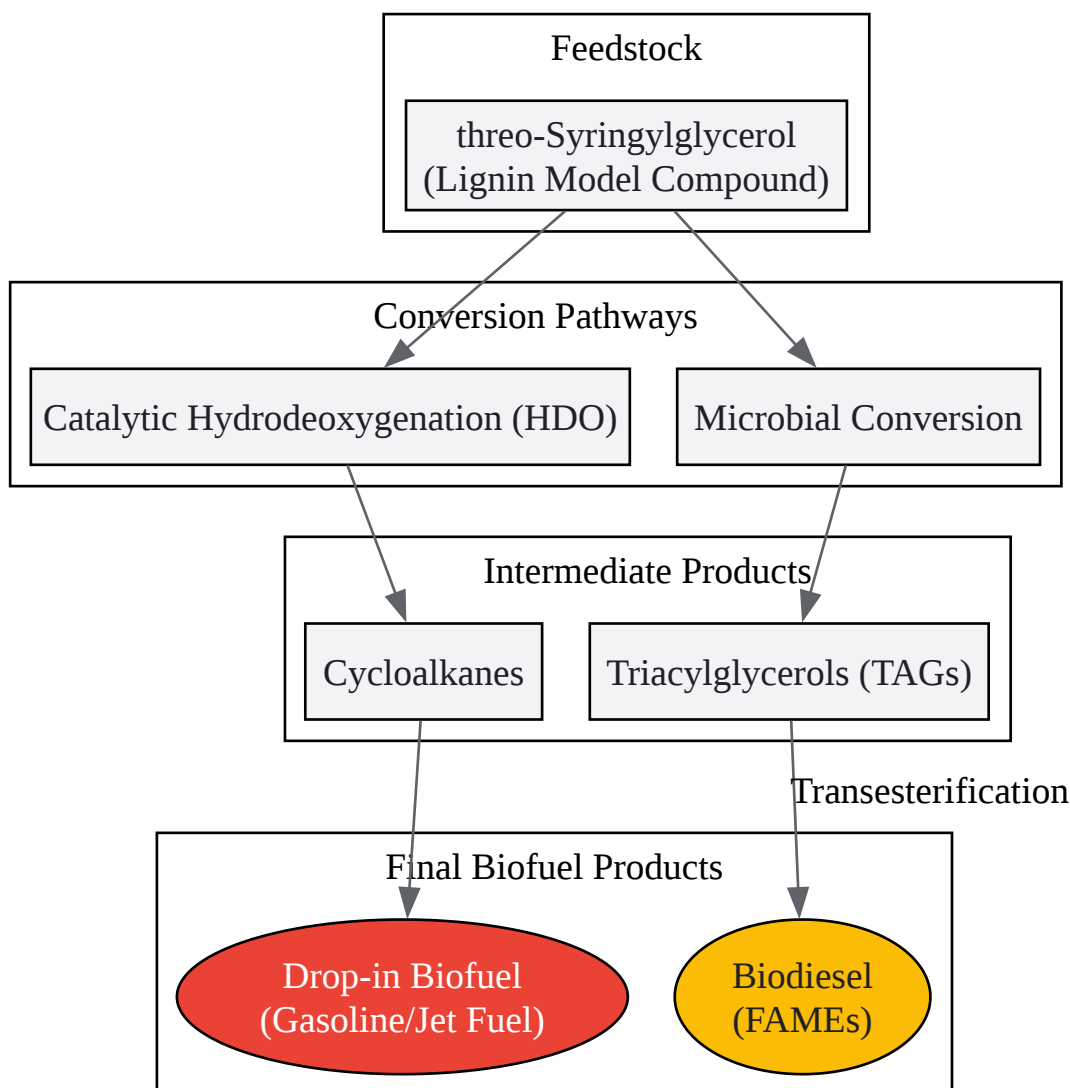 Feedstock
threo-Syringylglycerol
(Lignin Model Compound)
Conversion Pathways
Catalytic Hydrodeoxygenation (HDO)
Microbial Conversion
Intermediate Products
Cycloalkanes
Triacylglycerols (TAGs)
Transesterification
Final Biofuel Products
Drop-in Biofuel
(Gasoline/Jet Fuel)
Biodiesel
(FAMEs)